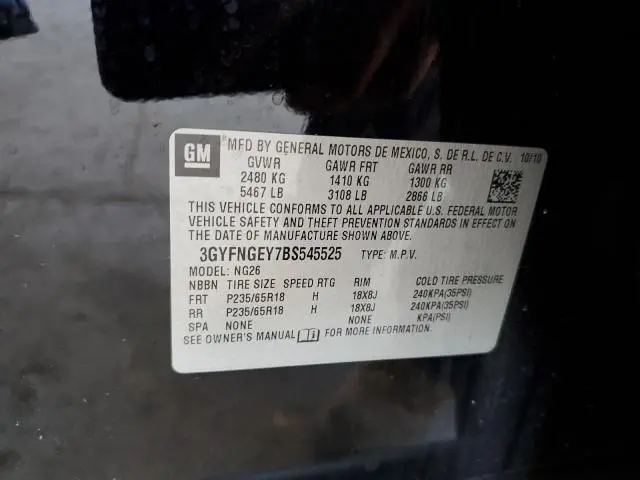 GM
MFD BY GENERAL MOTORS DE MEXICO, S. DE R.L. DE C.V. 10/10
GVWR GAWR FRT GAWR RR
2480 KG 1410 KG 1300 KG
5467 LB 3108 LB 2866 LB
THIS VEHICLE CONFORMS TO ALL APPLICABLE U.S. FEDERAL MOTOR
VEHICLE SAFETY AND THEFT PREVENTION STANDARDS IN EFFECT ON
THE DATE OF MANUFACTURE SHOWN ABOVE.
3GYFNGEY7BS545525 TYPE: M.P.V.
MODEL: NG26
NBBN TIRE SIZE SPEED RTG RIM COLD TIRE PRESSURE
FRT P235/65R18 H 18X8J 240KPA(35PSI)
RR P235/65R18 H 18X8J 240KPA(35PSI)
SPA NONE NONE KPA(PSI)
SEE OWNER'S MANUAL FOR MORE INFORMATION.